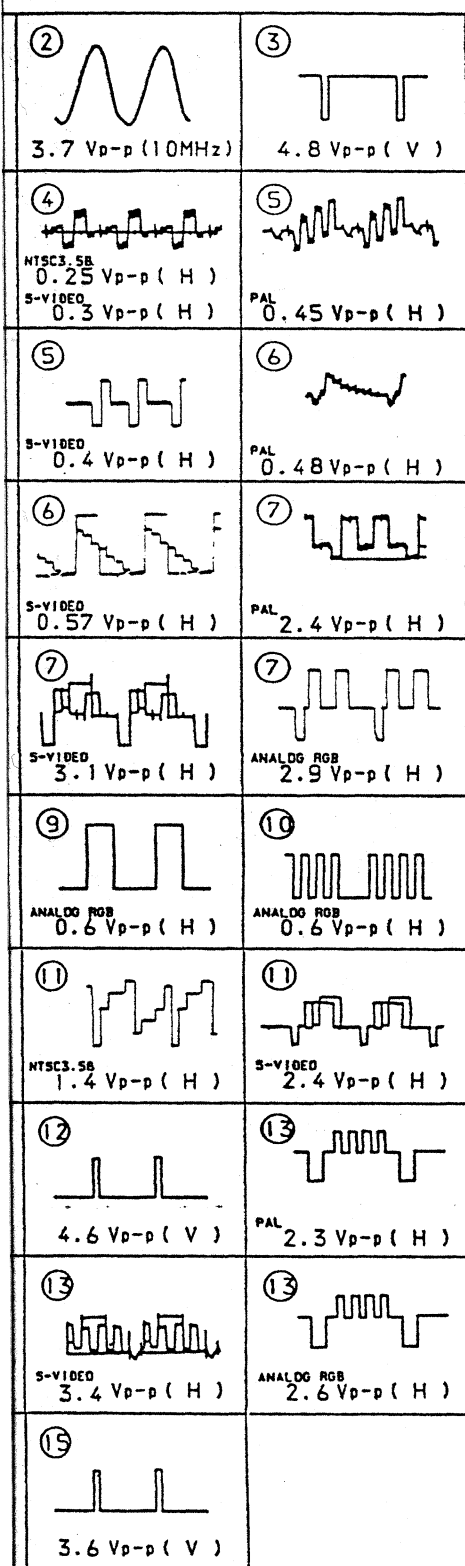 ②
3.7 Vp-p (10MHz)
③
4.8 Vp-p ( V )
④
NTSC3.58
0.25 Vp-p ( H )
S-VIDEO
0.3 Vp-p ( H )
⑤
PAL
0.45 Vp-p ( H )
⑤
S-VIDEO
0.4 Vp-p ( H )
⑥
PAL
0.48 Vp-p ( H )
⑥
S-VIDEO
0.57 Vp-p ( H )
⑦
PAL
2.4 Vp-p ( H )
⑦
S-VIDEO
3.1 Vp-p ( H )
⑦
ANALOG RGB
2.9 Vp-p ( H )
⑨
ANALOG RGB
0.6 Vp-p ( H )
⑩
ANALOG RGB
0.6 Vp-p ( H )
⑪
NTSC3.58
1.4 Vp-p ( H )
⑪
S-VIDEO
2.4 Vp-p ( H )
⑫
4.6 Vp-p ( V )
⑬
PAL
2.3 Vp-p ( H )
⑬
S-VIDEO
3.4 Vp-p ( H )
⑬
ANALOG RGB
2.6 Vp-p ( H )
⑮
3.6 Vp-p ( V )